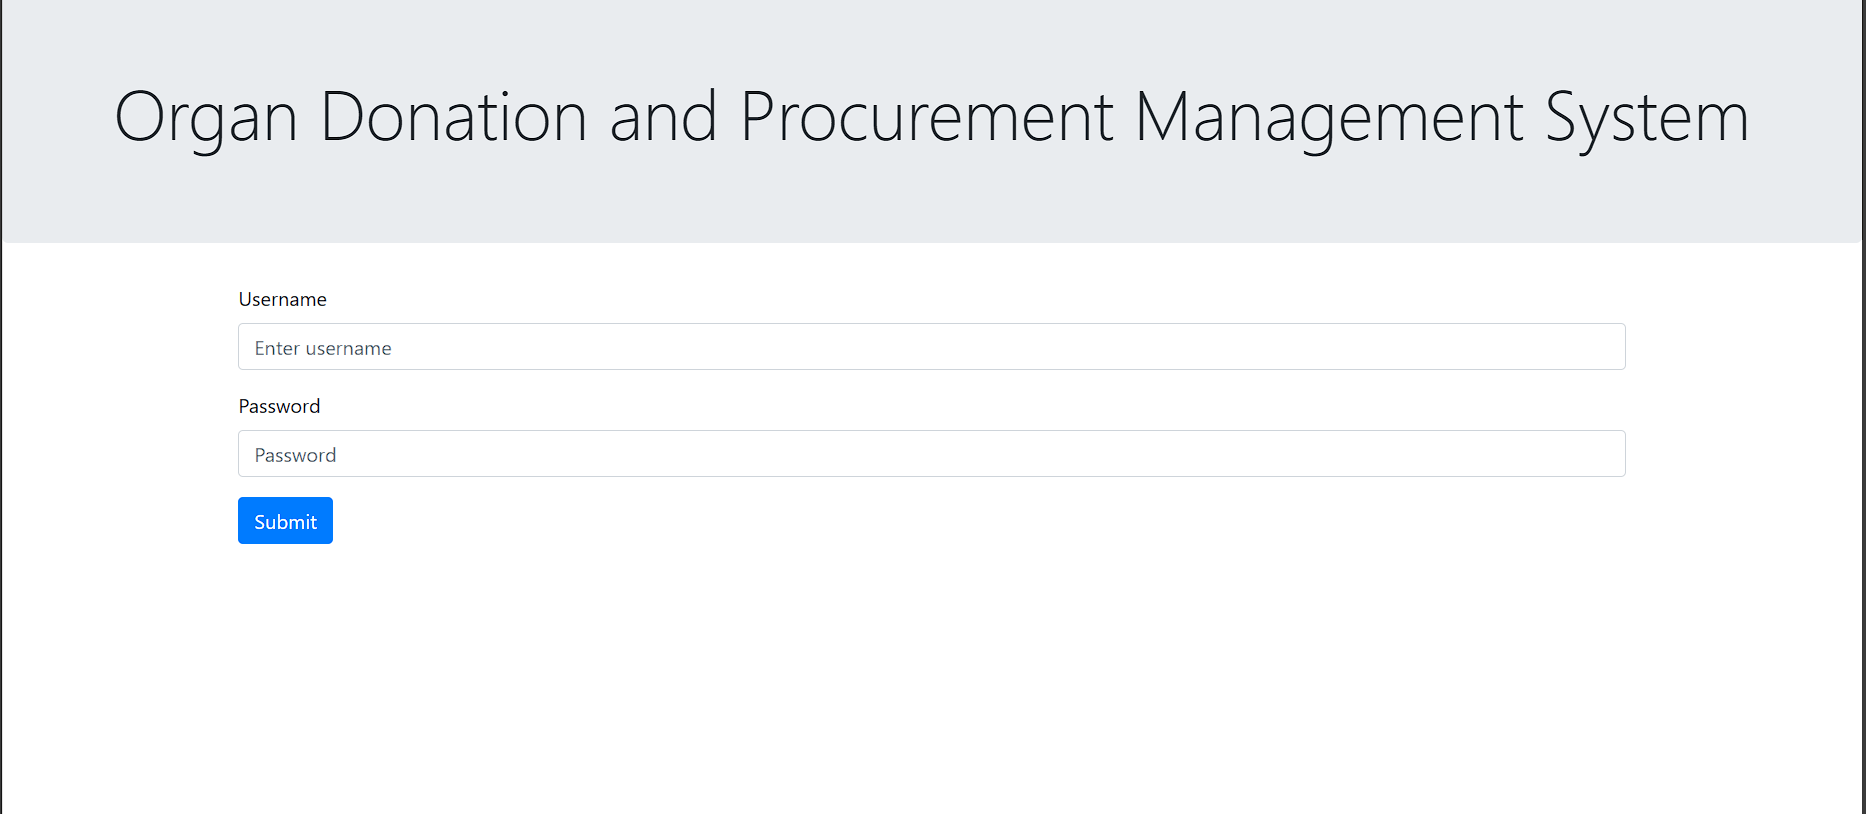 Organ Donation and Procurement Management System
Username
Enter username
Password
Password
Submit